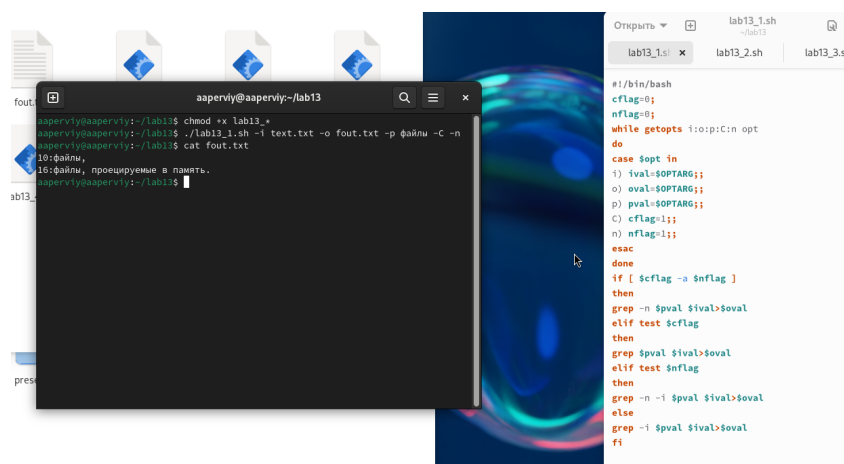 fout.
ab13_
prese
aaperviy@aaperviy:~/lab13
aaperviy@aaperviy:~/lab13$ chmod +x lab13_*
aaperviy@aaperviy:~/lab13$ ./lab13_1.sh -i text.txt -o fout.txt -p файлы -C -n
aaperviy@aaperviy:~/lab13$ cat fout.txt
10:файлы,
16:файлы, проецируемые в память.
aaperviy@aaperviy:~/lab13$
Открыть
lab13_1.sh
~/lab13
lab13_1.sl
lab13_2.sh
lab13_3.s
#!/bin/bash
cflag=0;
nflag=0;
while getopts i:o:p:C:n opt
do
case $opt in
i) ival=$OPTARG;;
o) oval=$OPTARG;;
p) pval=$OPTARG;;
C) cflag=1;;
n) nflag=1;;
esac
done
if [ $cflag -a $nflag ]
then
grep -n $pval $ival>$oval
elif test $cflag
then
grep $pval $ival>$oval
elif test $nflag
then
grep -n -i $pval $ival>$oval
else
grep -i $pval $ival>$oval
fi